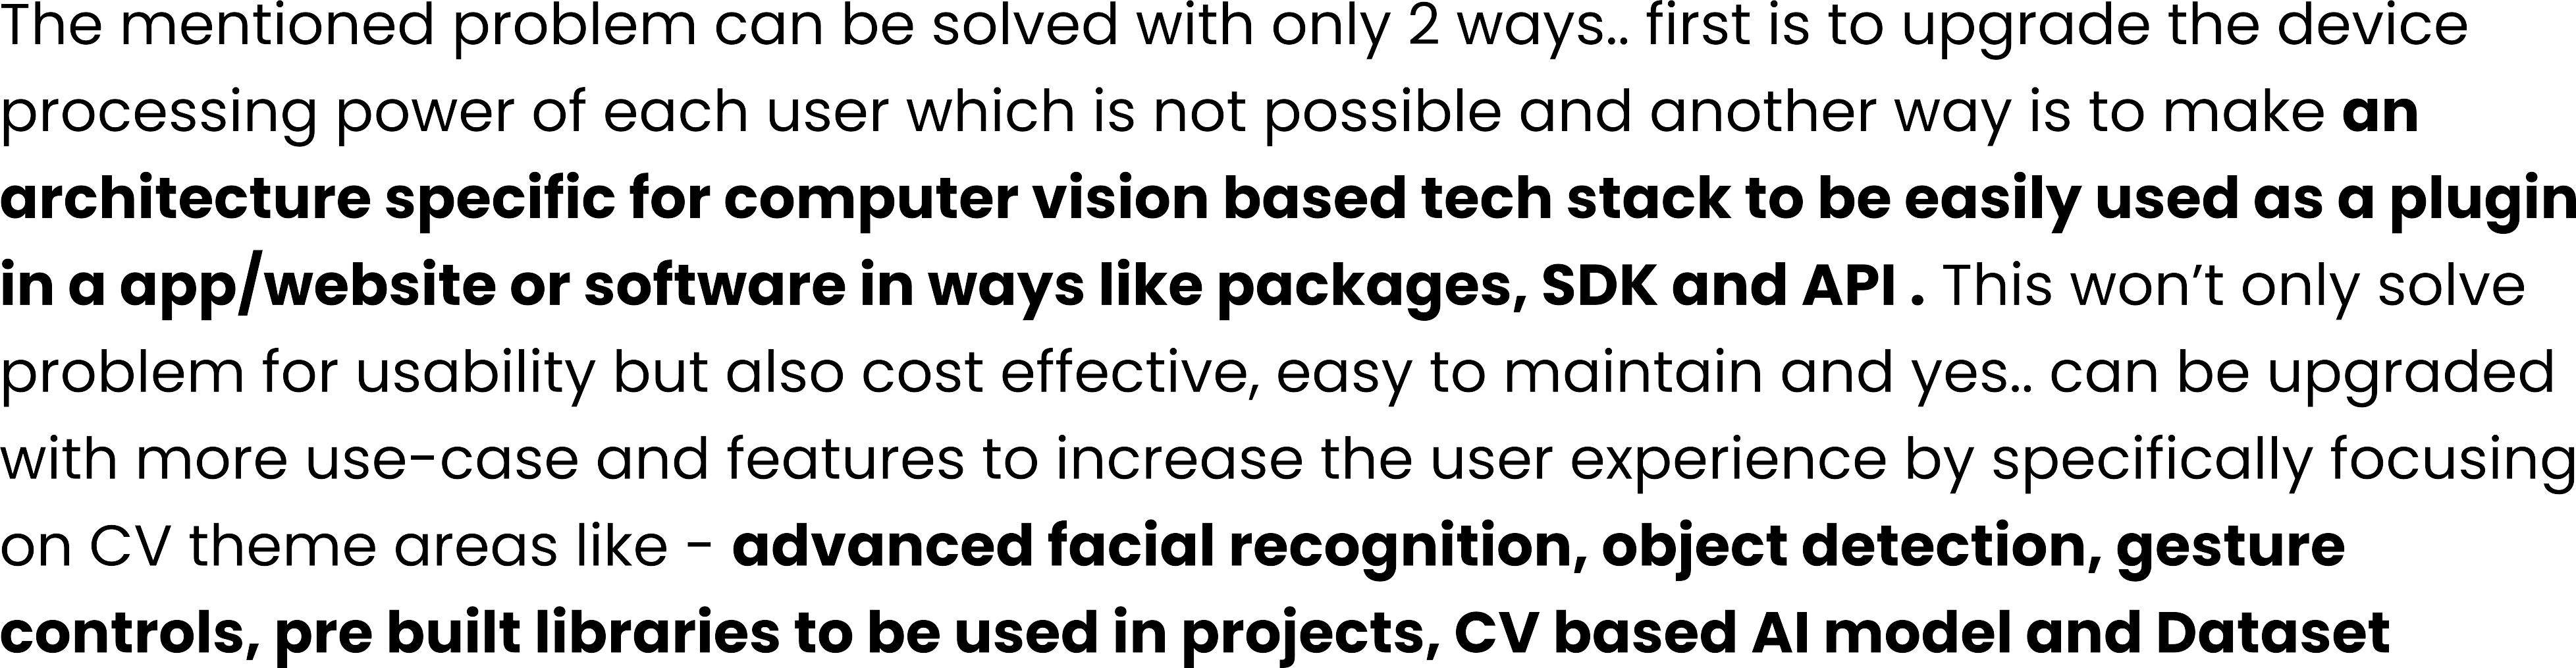 The mentioned problem can be solved with only 2 ways.. first is to upgrade the device
processing power of each user which is not possible and another way is to make an
architecture specific for computer vision based tech stack to be easily used as a plugin
in a app/website or software in ways like packages, SDK and API . This won’t only solve
problem for usability but also cost effective, easy to maintain and yes.. can be upgraded
with more use-case and features to increase the user experience by specifically focusing
on CV theme areas like - advanced facial recognition, object detection, gesture
controls, pre built libraries to be used in projects, CV based AI model and Dataset